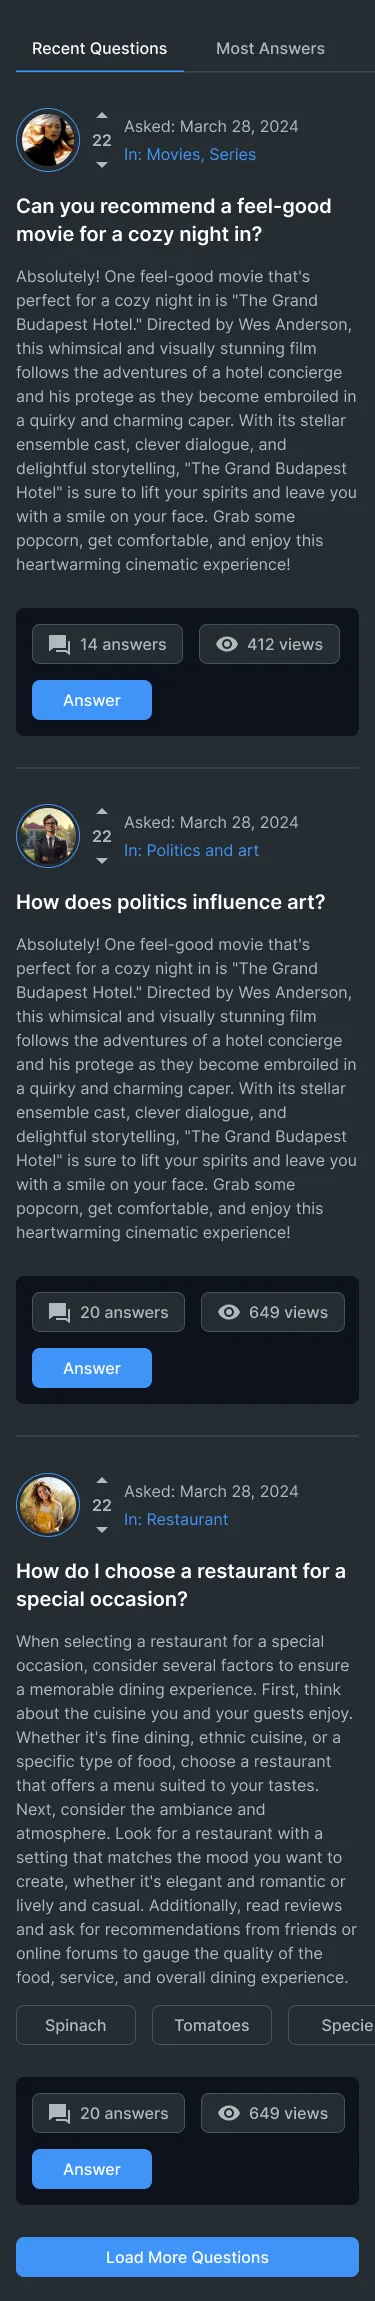 Recent Questions
Most Answers
22
Asked: March 28, 2024
In: Movies, Series
Can you recommend a feel-good
movie for a cozy night in?
Absolutely! One feel-good movie that's
perfect for a cozy night in is "The Grand
Budapest Hotel." Directed by Wes Anderson,
this whimsical and visually stunning film
follows the adventures of a hotel concierge
and his protege as they become embroiled in
a quirky and charming caper. With its stellar
ensemble cast, clever dialogue, and
delightful storytelling, "The Grand Budapest
Hotel" is sure to lift your spirits and leave you
with a smile on your face. Grab some
popcorn, get comfortable, and enjoy this
heartwarming cinematic experience!
14 answers
412 views
Answer
22
Asked: March 28, 2024
In: Politics and art
How does politics influence art?
Absolutely! One feel-good movie that's
perfect for a cozy night in is "The Grand
Budapest Hotel." Directed by Wes Anderson,
this whimsical and visually stunning film
follows the adventures of a hotel concierge
and his protege as they become embroiled in
a quirky and charming caper. With its stellar
ensemble cast, clever dialogue, and
delightful storytelling, "The Grand Budapest
Hotel" is sure to lift your spirits and leave you
with a smile on your face. Grab some
popcorn, get comfortable, and enjoy this
heartwarming cinematic experience!
20 answers
649 views
Answer
22
Asked: March 28, 2024
In: Restaurant
How do I choose a restaurant for a
special occasion?
When selecting a restaurant for a special
occasion, consider several factors to ensure
a memorable dining experience. First, think
about the cuisine you and your guests enjoy.
Whether it's fine dining, ethnic cuisine, or a
specific type of food, choose a restaurant
that offers a menu suited to your tastes.
Next, consider the ambiance and
atmosphere. Look for a restaurant with a
setting that matches the mood you want to
create, whether it's elegant and romantic or
lively and casual. Additionally, read reviews
and ask for recommendations from friends or
online forums to gauge the quality of the
food, service, and overall dining experience.
Spinach
Tomatoes
Specie
20 answers
649 views
Answer
Load More Questions